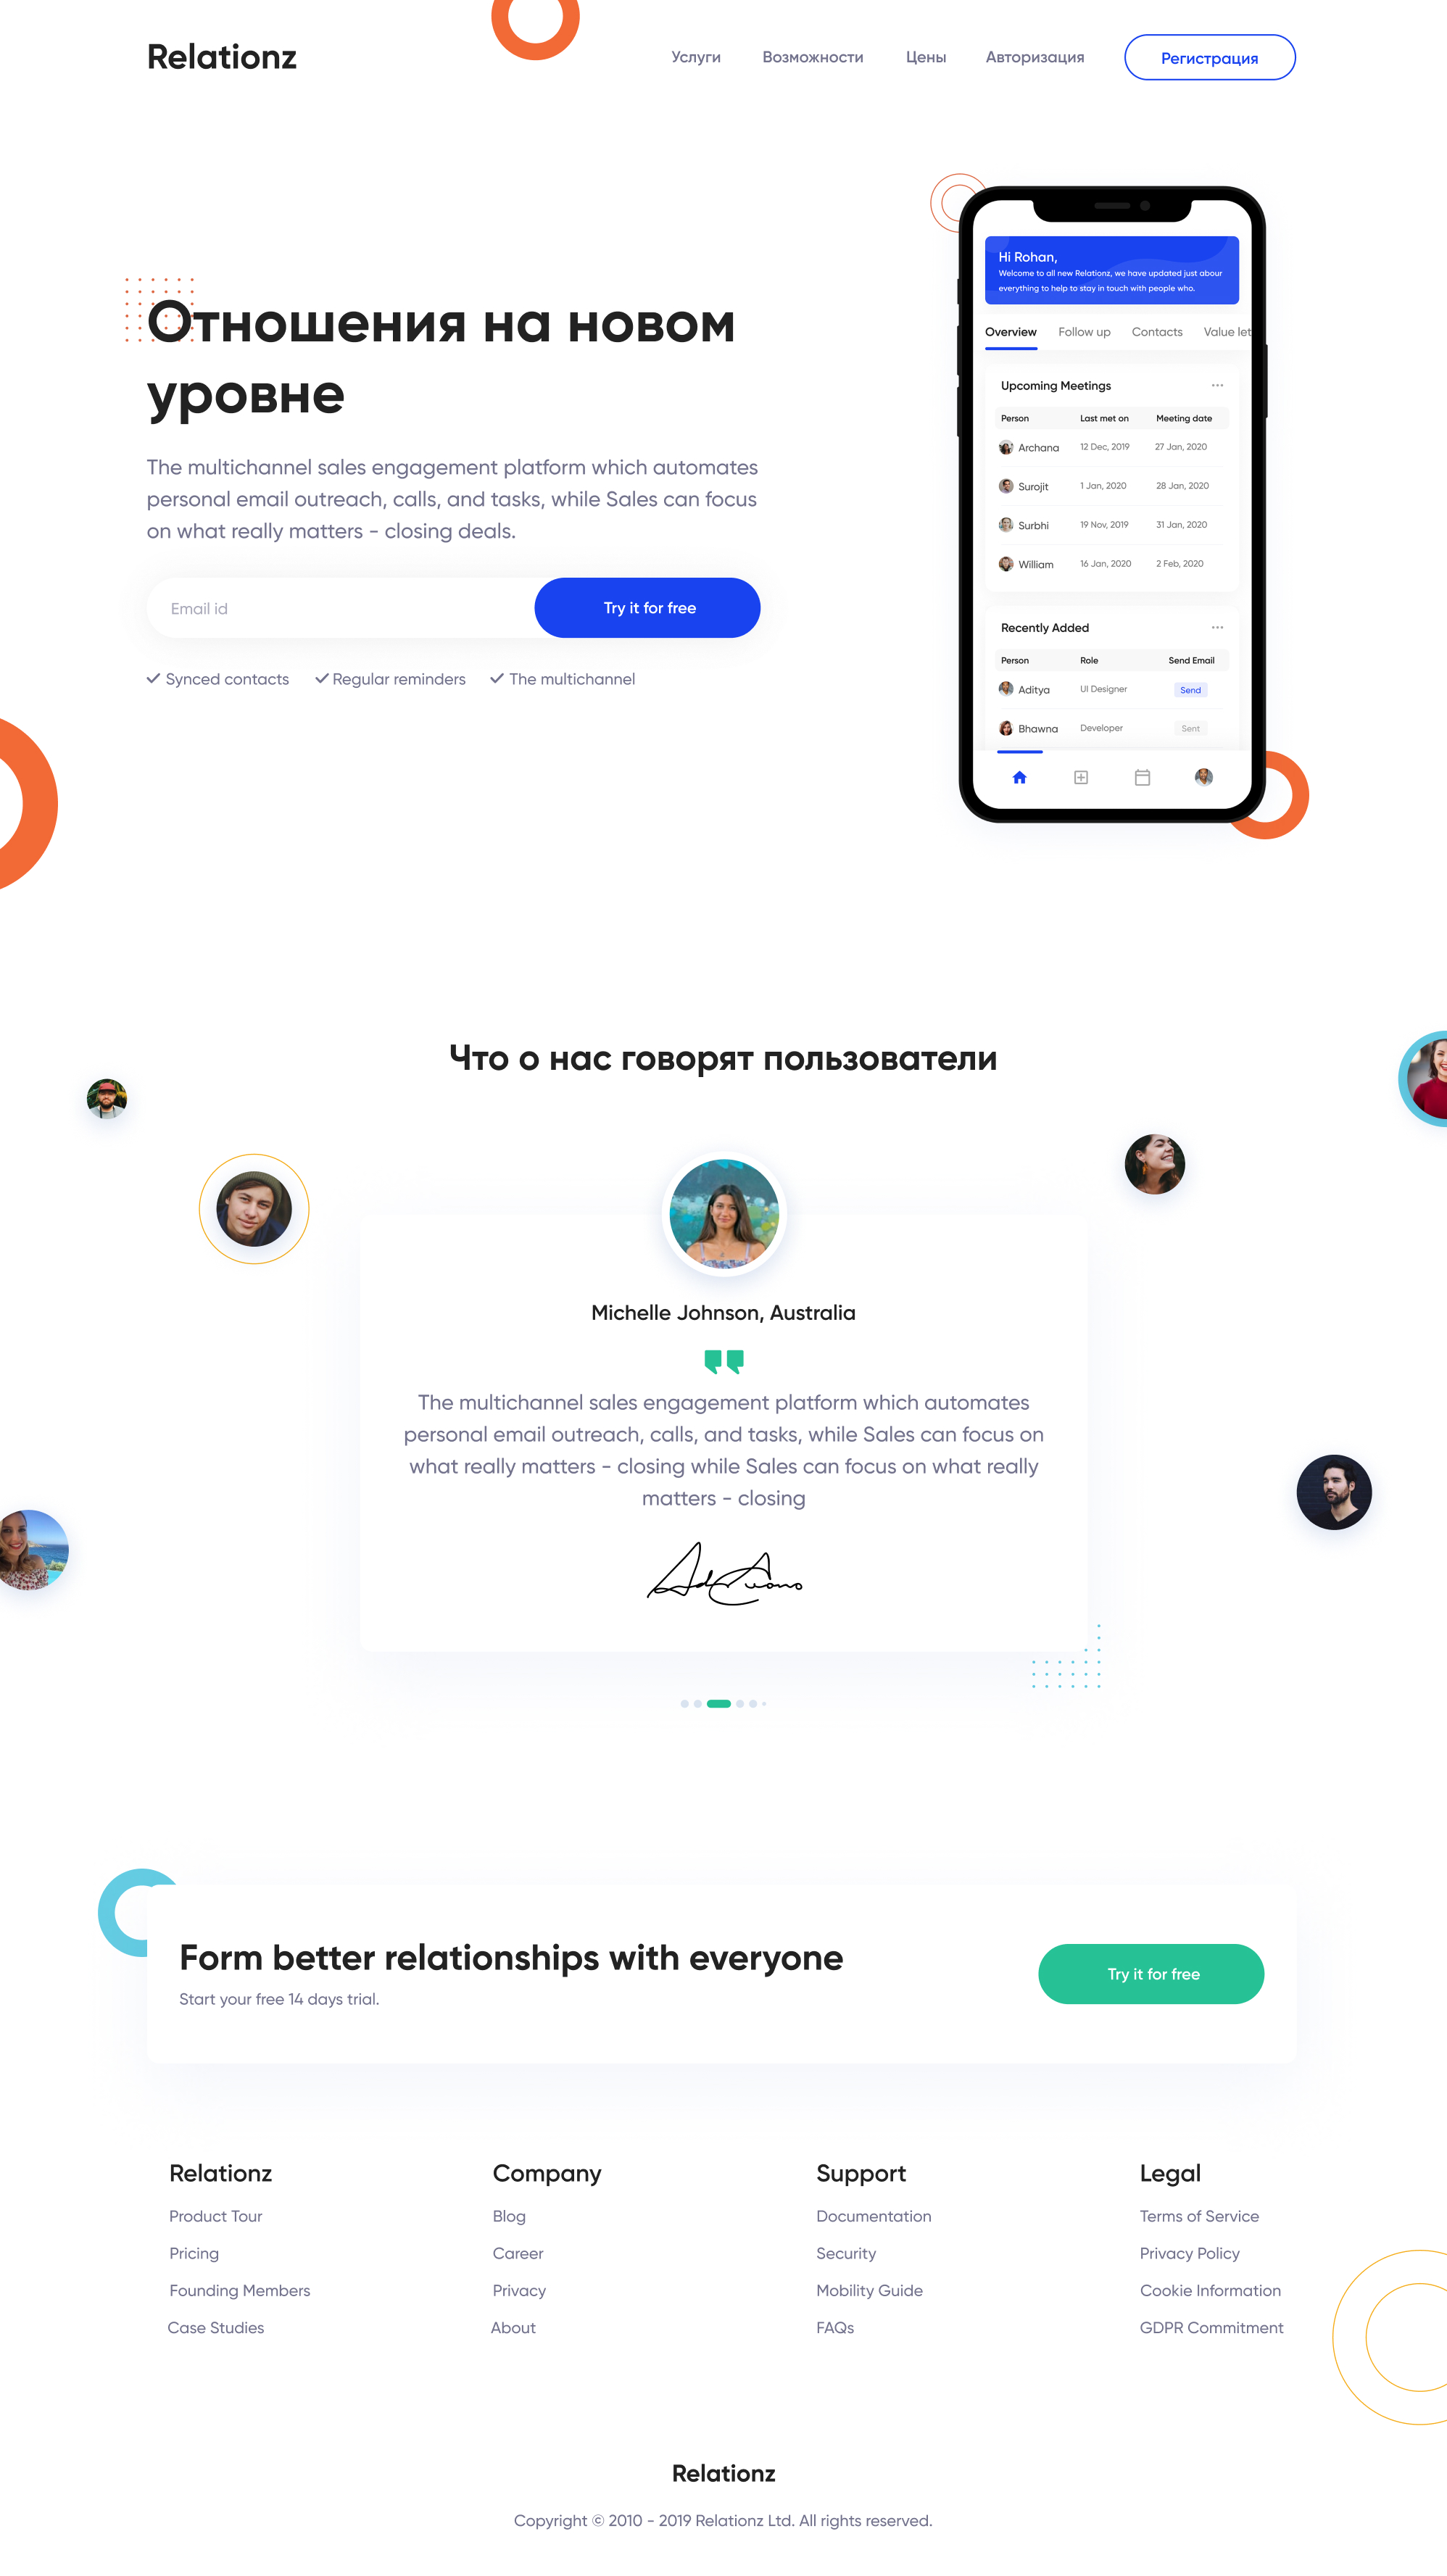 Relationz
Услуги
Возможности
Цены
Авторизация
Регистрация
Отношения на новом
уровне
The multichannel sales engagement platform which automates
personal email outreach, calls, and tasks, while Sales can focus
on what really matters - closing deals.
Email id
Try it for free
Synced contacts
Regular reminders
The multichannel
Hi Rohan,
Welcome to all new Relationz, we have updated just abour
everything to help to stay in touch with people who.
Overview
Follow up
Contacts
Value let
Upcoming Meetings
Person Last met on Meeting date
Archana 12 Dec, 2019 27 Jan, 2020
Surojit 1 Jan, 2020 28 Jan, 2020
Surbhi 19 Nov, 2019 31 Jan, 2020
William 16 Jan, 2020 2 Feb, 2020
Recently Added
Person Role Send Email
Aditya UI Designer Send
Bhawna Developer Sent
Что о нас говорят пользователи
Michelle Johnson, Australia
The multichannel sales engagement platform which automates
personal email outreach, calls, and tasks, while Sales can focus on
what really matters - closing while Sales can focus on what really
matters - closing
Form better relationships with everyone
Start your free 14 days trial.
Try it for free
Relationz
Product Tour
Pricing
Founding Members
Case Studies
Company
Blog
Career
Privacy
About
Support
Documentation
Security
Mobility Guide
FAQs
Legal
Terms of Service
Privacy Policy
Cookie Information
GDPR Commitment
Relationz
Copyright © 2010 - 2019 Relationz Ltd. All rights reserved.